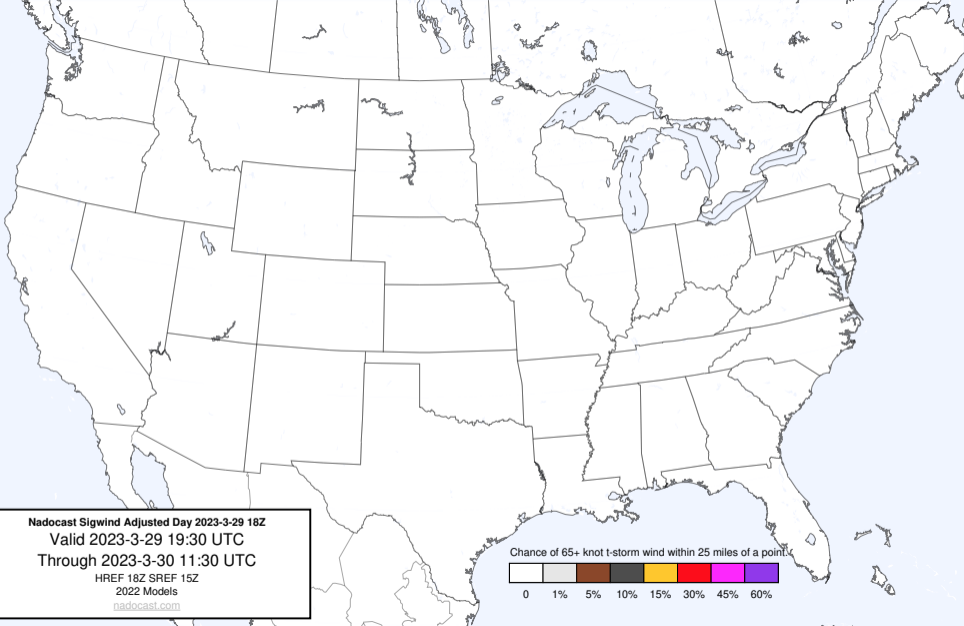 Nadocast Sigwind Adjusted Day 2023-3-29 18Z
Valid 2023-3-29 19:30 UTC
Through 2023-3-30 11:30 UTC
HREF 18Z SREF 15Z
2022 Models
nadocast.com
Chance of 65+ knot t-storm wind within 25 miles of a point.
0 1% 5% 10% 15% 30% 45% 60%